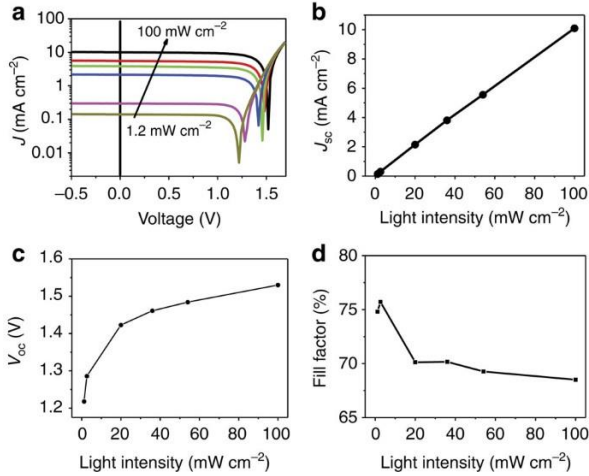 a
100
10
1
0.1
0.01
J (mA cm⁻²)
100 mW cm⁻²
1.2 mW cm⁻²
−0.5 0.0 0.5 1.0 1.5
Voltage (V)
b
10
8
6
4
2
0
Jsc (mA cm⁻²)
0 20 40 60 80 100
Light intensity (mW cm⁻²)
c
1.6
1.5
1.4
1.3
1.2
Voc (V)
0 20 40 60 80 100
Light intensity (mW cm⁻²)
d
80
75
70
65
Fill factor (%)
0 20 40 60 80 100
Light intensity (mW cm⁻²)